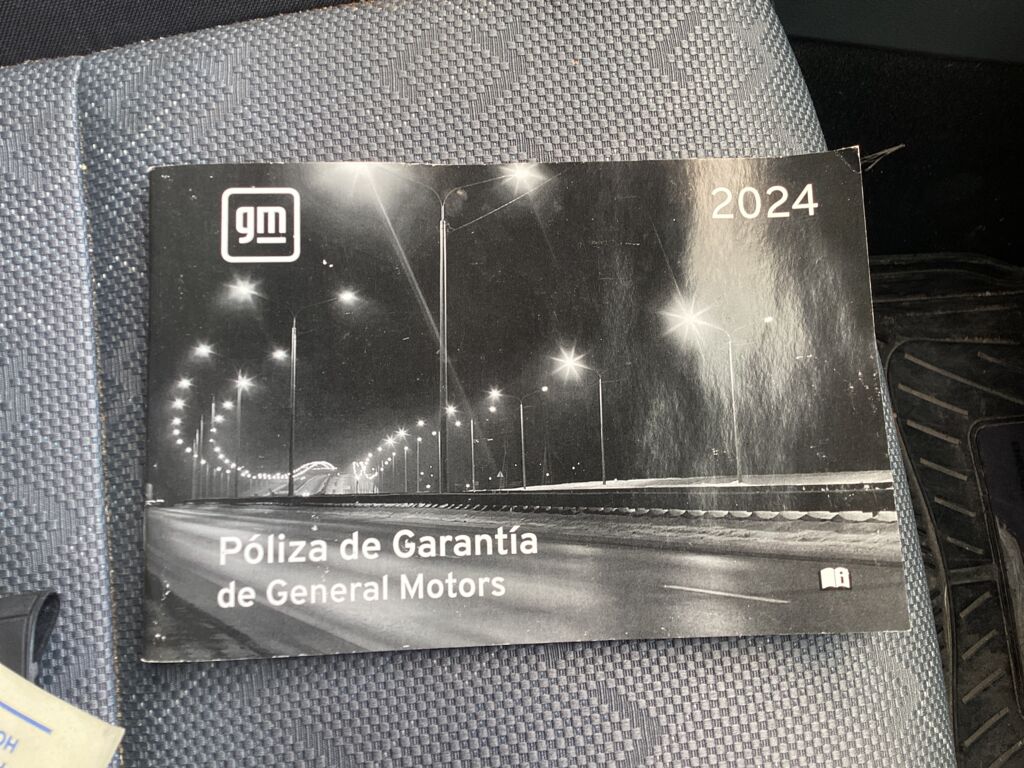 gm
2024
Póliza de Garantía
de General Motors